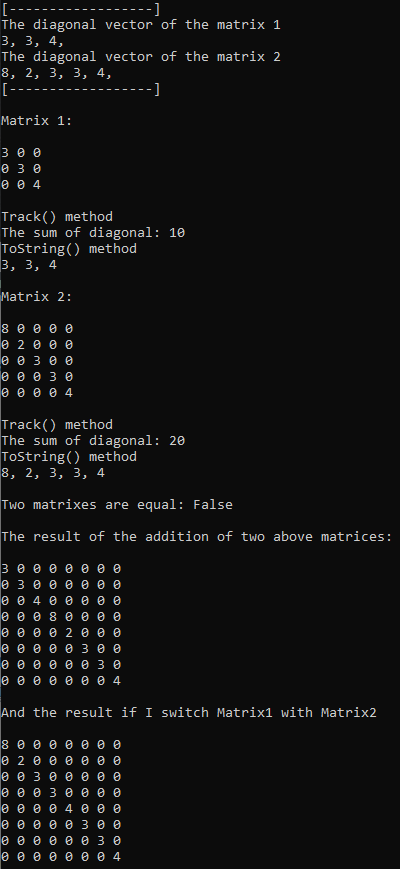 [------------------]
The diagonal vector of the matrix 1
3, 3, 4,
The diagonal vector of the matrix 2
8, 2, 3, 3, 4,
[------------------]
Matrix 1:
3 0 0
0 3 0
0 0 4
Track() method
The sum of diagonal: 10
ToString() method
3, 3, 4
Matrix 2:
8 0 0 0 0
0 2 0 0 0
0 0 3 0 0
0 0 0 3 0
0 0 0 0 4
Track() method
The sum of diagonal: 20
ToString() method
8, 2, 3, 3, 4
Two matrixes are equal: False
The result of the addition of two above matrices:
3 0 0 0 0 0 0 0
0 3 0 0 0 0 0 0
0 0 4 0 0 0 0 0
0 0 0 8 0 0 0 0
0 0 0 0 2 0 0 0
0 0 0 0 0 3 0 0
0 0 0 0 0 0 3 0
0 0 0 0 0 0 0 4
And the result if I switch Matrix1 with Matrix2
8 0 0 0 0 0 0 0
0 2 0 0 0 0 0 0
0 0 3 0 0 0 0 0
0 0 0 3 0 0 0 0
0 0 0 0 4 0 0 0
0 0 0 0 0 3 0 0
0 0 0 0 0 0 3 0
0 0 0 0 0 0 0 4